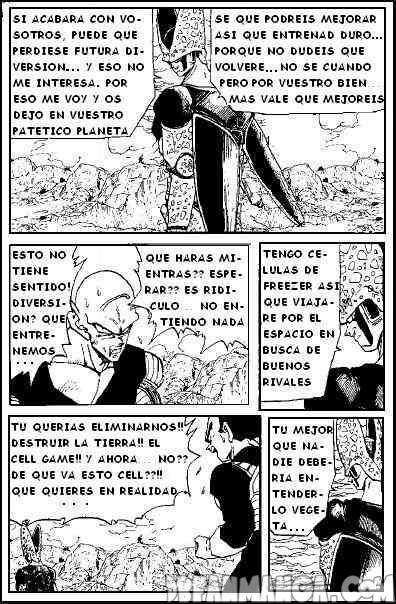 SI ACABARA CON VO-
SOTROS, PUEDE QUE
PERDIESE FUTURA DI-
VERSION... Y ESO NO
ME INTERESA. POR
ESO ME VOY Y OS
DEJO EN VUESTRO
PATETICO PLANETA
SE QUE PODREIS MEJORAR
ASI QUE ENTRENAD DURO...
PORQUE NO DUDEIS QUE
VOLVERE... NO SE CUANDO
PERO POR VUESTRO BIEN
MAS VALE QUE MEJOREIS
ESTO NO
TIENE
SENTIDO!
DIVERSI-
ON? QUE
ENTRE-
NEMOS
...
QUE HARAS MI-
ENTRAS?? ESPE-
RAR?? ES RIDI-
CULO... NO EN-
TIENDO NADA
TENGO CE-
LULAS DE
FREEZER ASI
QUE VIAJA-
RE POR EL
ESPACIO EN
BUSCA DE
BUENOS
RIVALES
TU QUERIAS ELIMINARNOS!!
DESTRUIR LA TIERRA!! EL
CELL GAME!! Y AHORA... NO??
DE QUE VA ESTO CELL??!!
QUE QUIERES EN REALIDAD
...
TU MEJOR
QUE NA-
DIE DEBE-
RIA EN-
TENDER-
LO VEGE-
TA...
DBFANMANGA.COM